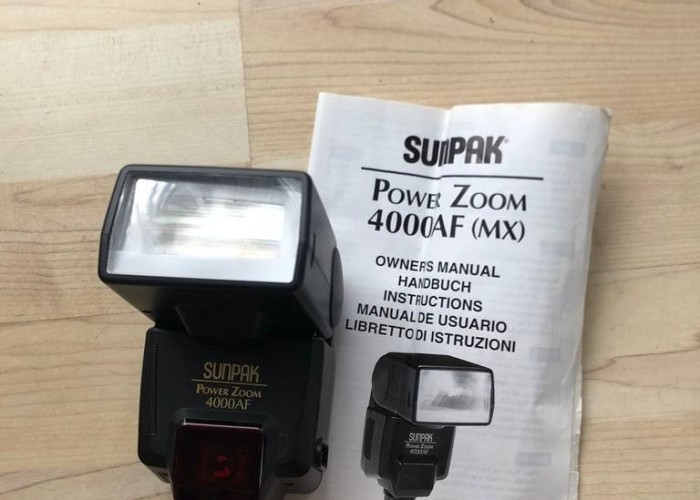 SUNPAK
POWER ZOOM
4000AF (MX)
OWNERS MANUAL
HANDBUCH
INSTRUCTIONS
MANUAL DE USUARIO
LIBRETTO DI ISTRUZIONI
SUNPAK
POWER ZOOM
4000AF
SUNPAK
POWER ZOOM
4000AF